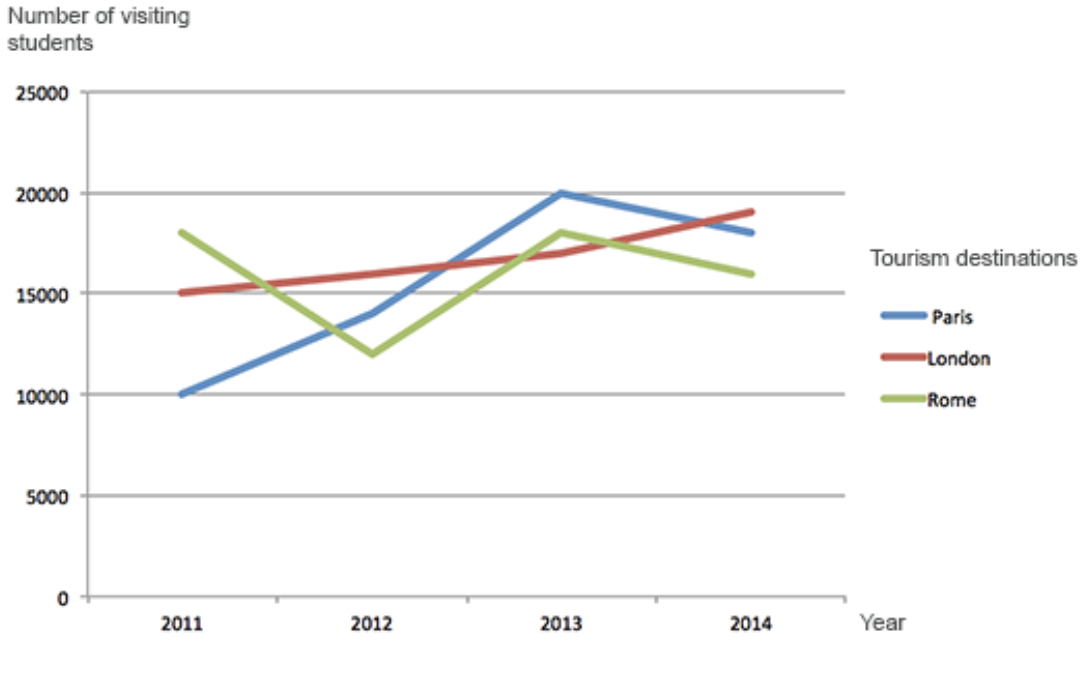 Number of visiting
students
25000
20000
15000
10000
5000
0
2011 2012 2013 2014 Year
Tourism destinations
Paris
London
Rome